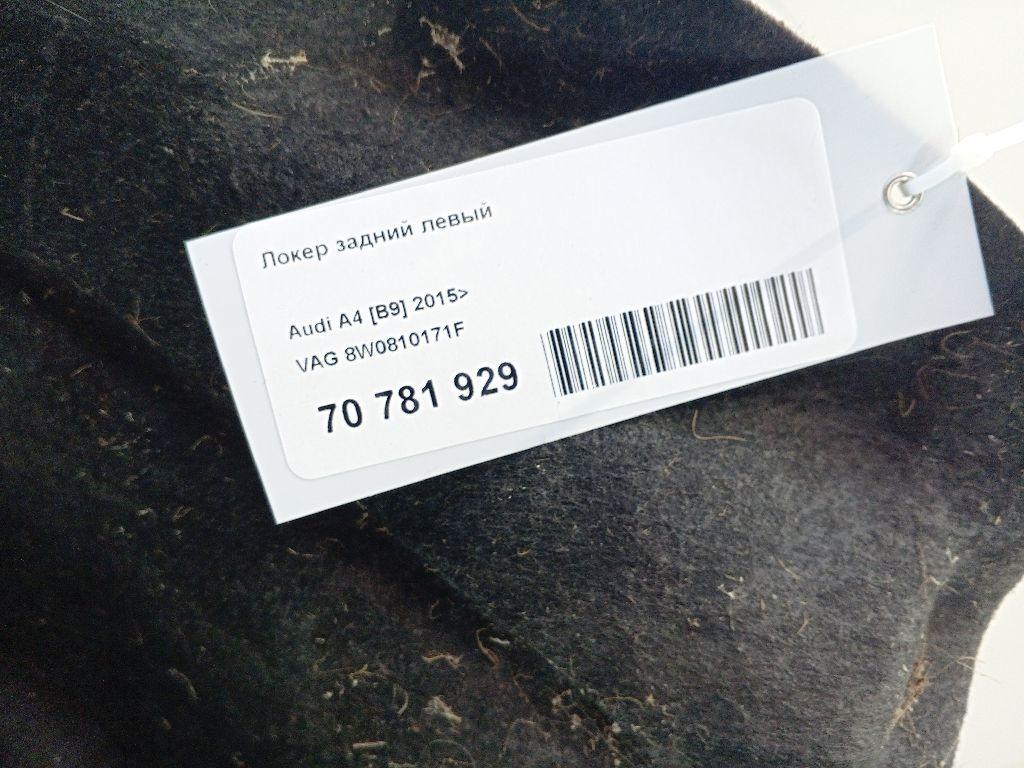 Локер задний левый
Audi A4 [B9] 2015>
VAG 8W0810171F
70 781 929